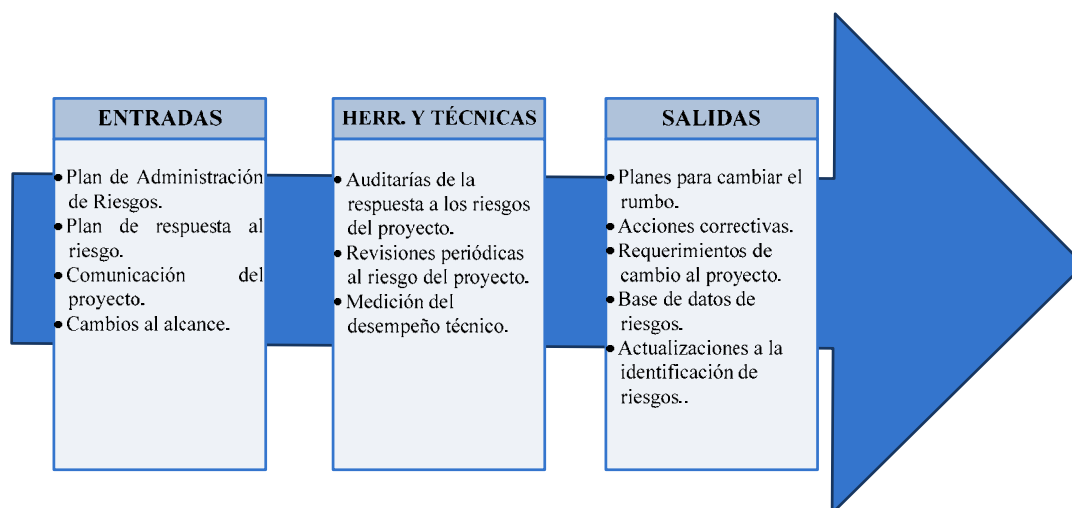 ENTRADAS
• Plan de Administración
de Riesgos.
• Plan de respuesta al
riesgo.
• Comunicación del
proyecto.
• Cambios al alcance.
HERR. Y TÉCNICAS
• Auditarías de la
respuesta a los riesgos
del proyecto.
• Revisiones periódicas
al riesgo del proyecto.
• Medición del
desempeño técnico.
SALIDAS
• Planes para cambiar el
rumbo.
• Acciones correctivas.
• Requerimientos de
cambio al proyecto.
• Base de datos de
riesgos.
• Actualizaciones a la
identificación de
riesgos..